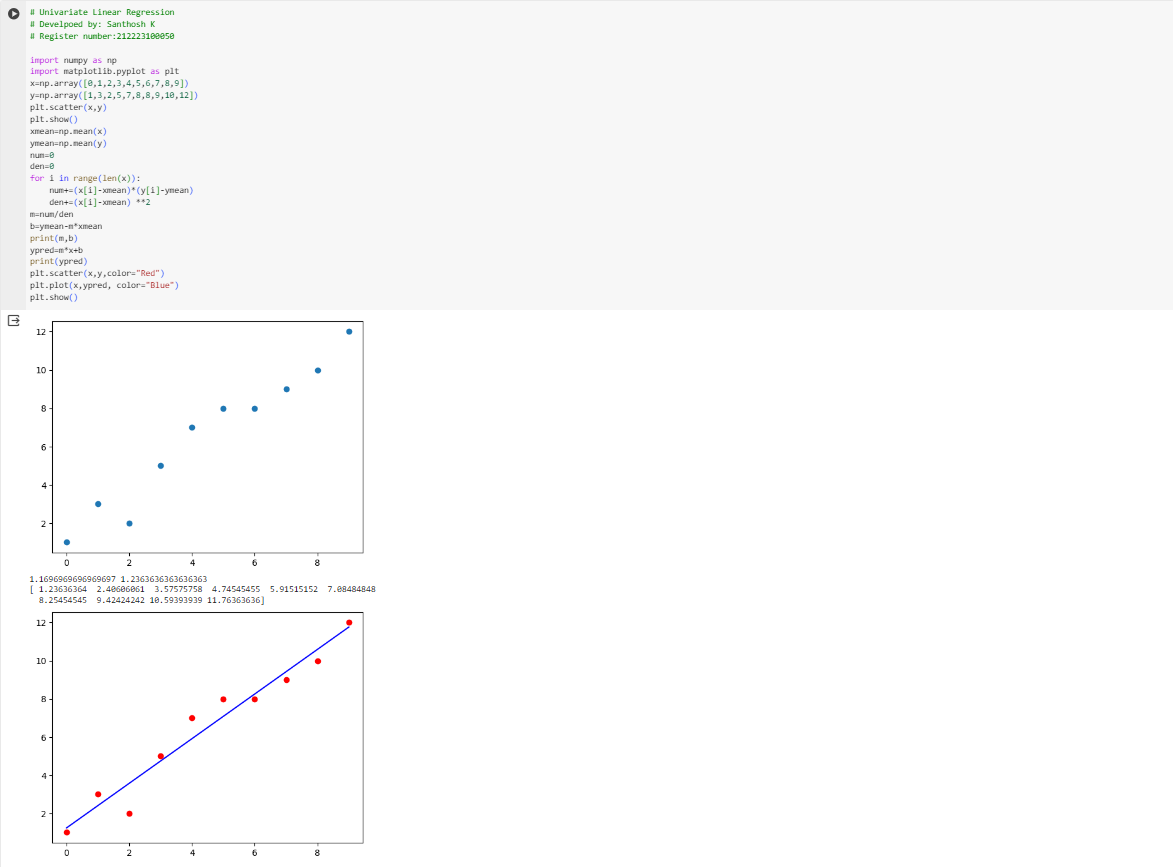 # Univariate Linear Regression
# Develpoed by: Santhosh K
# Register number:212223100050
import numpy as np
import matplotlib.pyplot as plt
x=np.array([0,1,2,3,4,5,6,7,8,9])
y=np.array([1,3,2,5,7,8,8,9,10,12])
plt.scatter(x,y)
plt.show()
xmean=np.mean(x)
ymean=np.mean(y)
num=0
den=0
for i in range(len(x)):
    num+=(x[i]-xmean)*(y[i]-ymean)
    den+=(x[i]-xmean) **2
m=num/den
b=ymean-m*xmean
print(m,b)
ypred=m*x+b
print(ypred)
plt.scatter(x,y,color="Red")
plt.plot(x,ypred, color="Blue")
plt.show()
12
10
8
6
4
2
0 2 4 6 8
1.1696969696969697 1.2363636363636363
[ 1.23636364  2.40606061  3.57575758  4.74545455  5.91515152  7.08484848
  8.25454545  9.42424242 10.59393939 11.76363636]
12
10
8
6
4
2
0 2 4 6 8